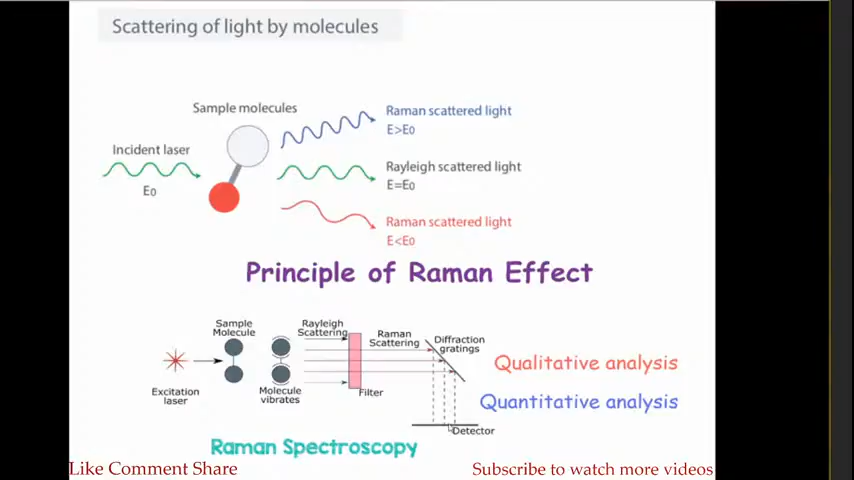 Scattering of light by molecules
Sample molecules
Raman scattered light
E>E0
Incident laser
E0
Rayleigh scattered light
E=E0
Raman scattered light
E<E0
Principle of Raman Effect
Sample
Molecule
Rayleigh
Scattering
Raman
Scattering
Diffraction
gratings
Excitation
laser
Molecule
vibrates
Filter
Detector
Qualitative analysis
Quantitative analysis
Raman Spectroscopy
Like Comment Share
Subscribe to watch more videos